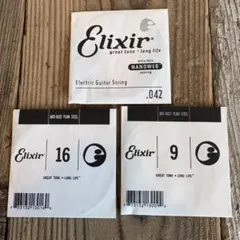 Elixir
great tone • long life
NANOWEB
Electric Guitar String
.042
ANTI-RUST PLAIN STEEL
Elixir
16
GREAT TONE • LONG LIFE
ANTI-RUST PLAIN STEEL
Elixir
9
GREAT TONE • LONG LIFE